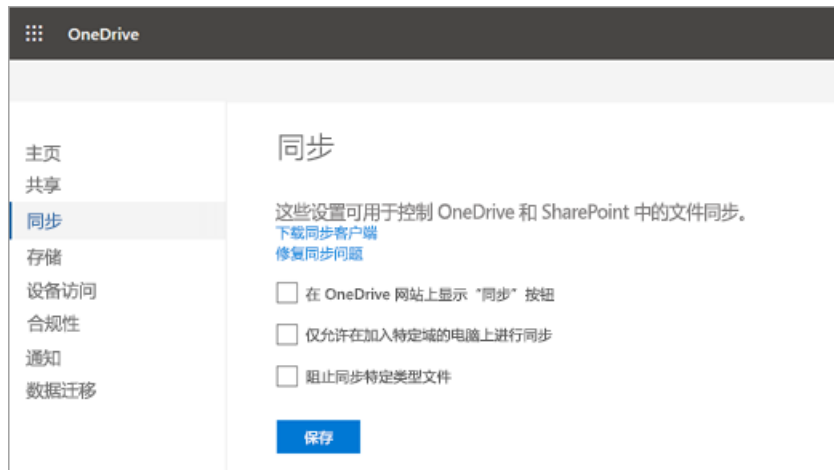 OneDrive
主页
共享
同步
存储
设备访问
合规性
通知
数据迁移
同步
这些设置可用于控制 OneDrive 和 SharePoint 中的文件同步。
下载同步客户端
修复同步问题
在 OneDrive 网站上显示“同步”按钮
仅允许在加入特定域的电脑上进行同步
阻止同步特定类型文件
保存